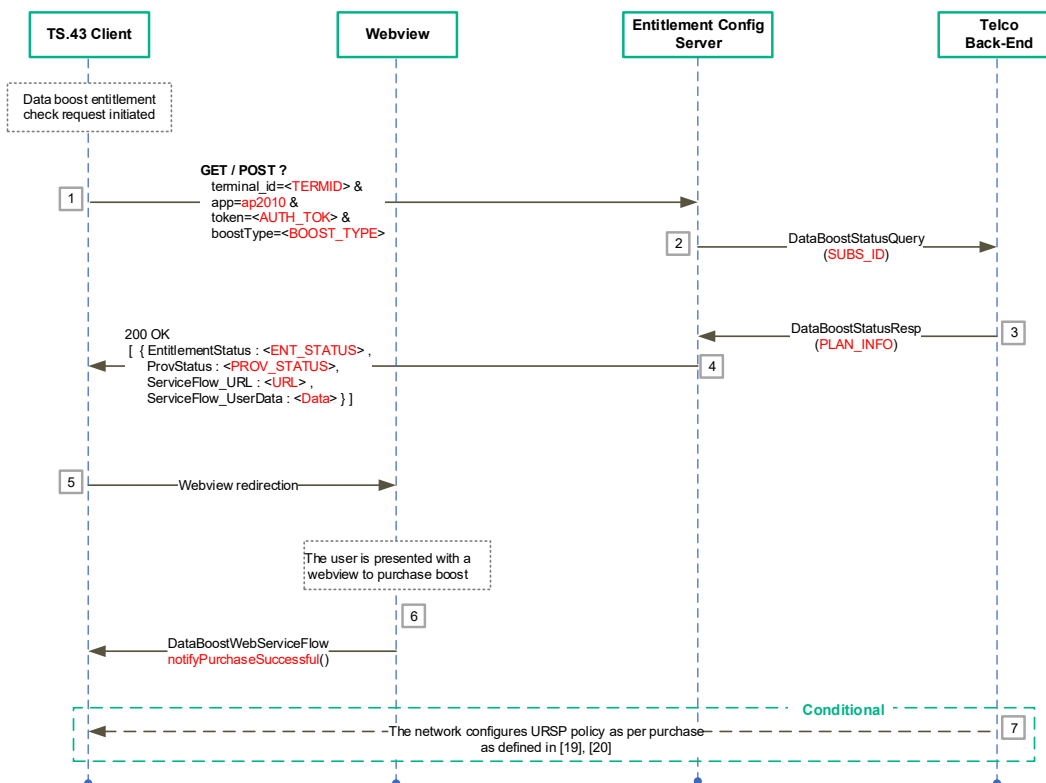 TS.43 Client
Webview
Entitlement Config
Server
Telco
Back-End
Data boost entitlement
check request initiated
1
GET / POST ?
terminal_id=<TERMID> &
app=ap2010 &
token=<AUTH_TOK> &
boostType=<BOOST_TYPE>
2
DataBoostStatusQuery
(SUBS_ID)
DataBoostStatusResp
(PLAN_INFO)
3
200 OK
[ { EntitlementStatus : <ENT_STATUS> ,
ProvStatus : <PROV_STATUS>,
ServiceFlow_URL : <URL> ,
ServiceFlow_UserData : <Data> } ]
4
5
Webview redirection
The user is presented with a
webview to purchase boost
6
DataBoostWebServiceFlow
notifyPurchaseSuccessful()
Conditional
The network configures URSP policy as per purchase
as defined in [19], [20]
7